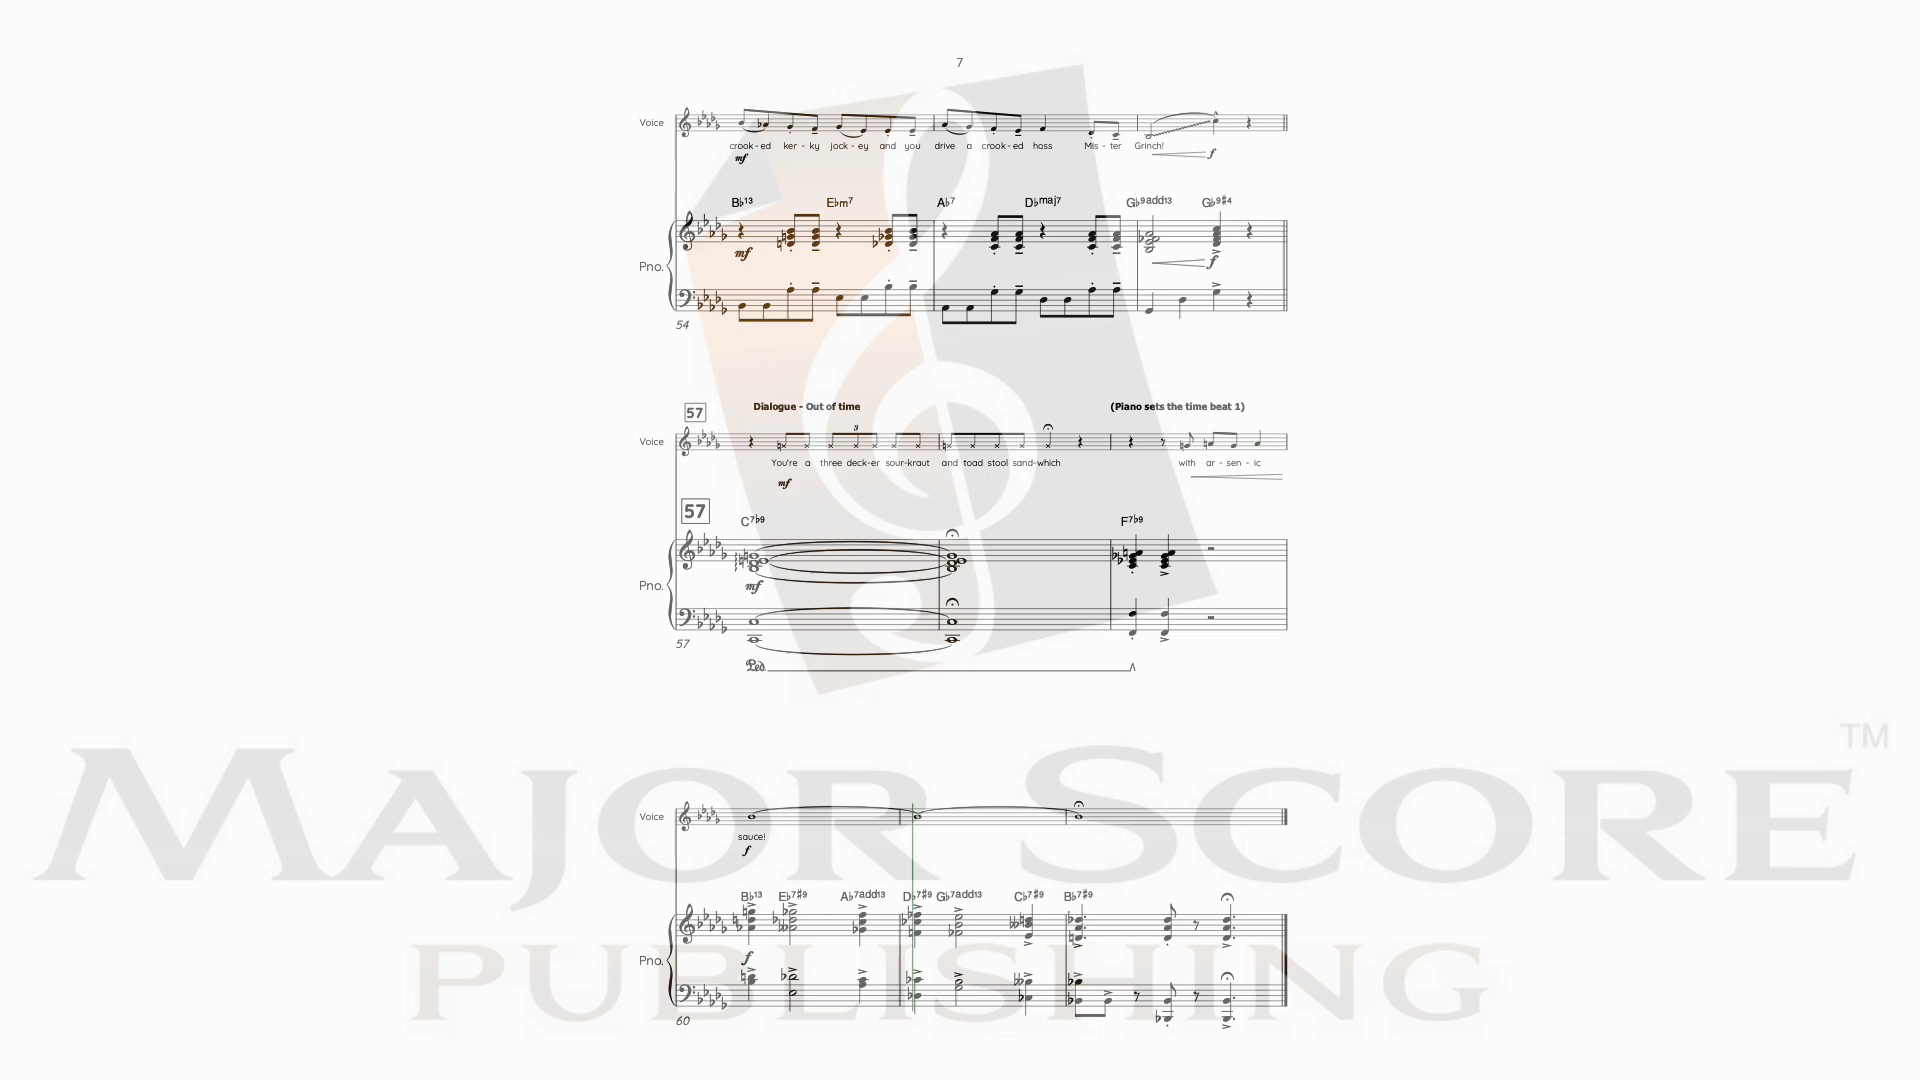 7
Voice
crook - ed ker - ky jock - ey and you drive a crook - ed hoss Mis - ter Grinch!
mf f
B♭13 E♭m7 A♭7 D♭maj7 G♭9add13 G♭9♯4
mf f
Pno.
54
57 Dialogue - Out of time (Piano sets the time beat 1)
3
Voice
You're a three deck-er sour-kraut and toad stool sand-which with ar - sen - ic
mf
57
C7♭9 F7♭9
Pno.
mf
57
Ped.
MAJOR SCORE TM
Voice
sauce!
f
B♭13 E♭7♯9 A♭7add13 D♭7♯9 G♭7add13 C♭7♯9 B♭7♯9
f
Pno.
PUBLISHING
60